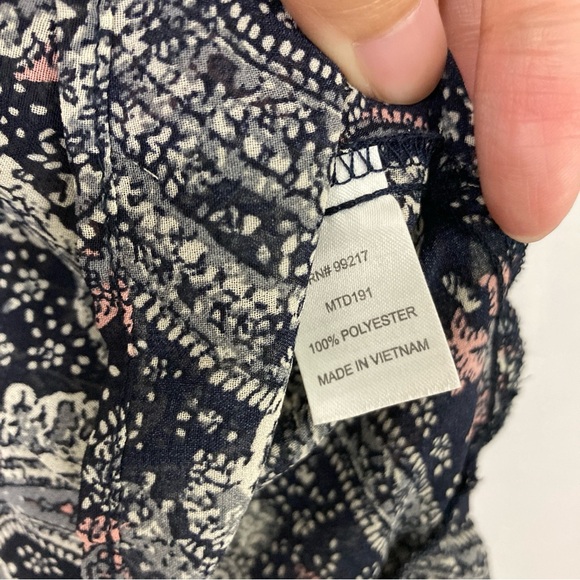 RN# 99217
MTD191
100% POLYESTER
MADE IN VIETNAM